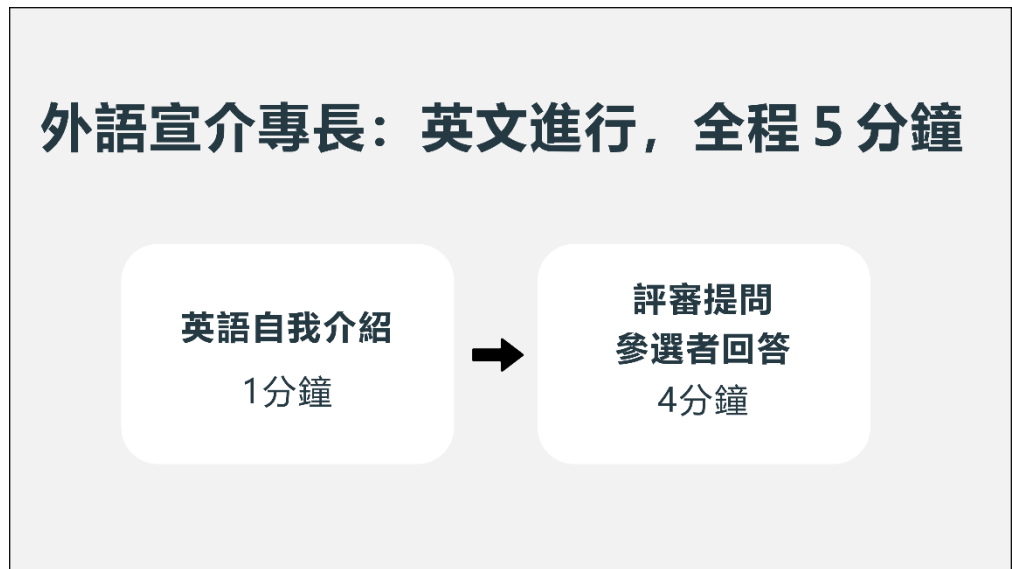 外語宣介專長：英文進行，全程 5 分鐘
英語自我介紹
1分鐘
評審提問
參選者回答
4分鐘